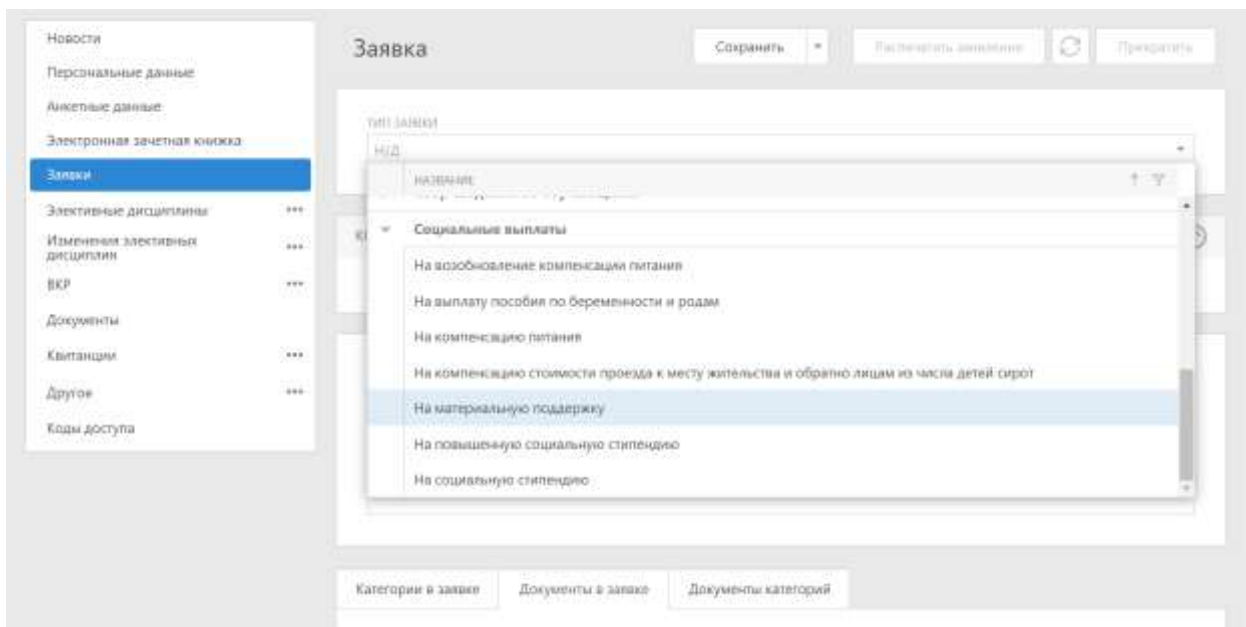 Новости
Персональные данные
Анкетные данные
Электронная зачетная книжка
Заявки
Элективные дисциплины
Изменения элективных
дисциплин
ВКР
Документы
Квитанции
Другое
Коды доступа
Заявка
Сохранить
Распечатать заявление
Прекратить
ТИП ЗАЯВКИ
Н/Д
НАЗВАНИЕ
Социальные выплаты
На возобновление компенсации питания
На выплату пособия по беременности и родам
На компенсацию питания
На компенсацию стоимости проезда к месту жительства и обратно лицам из числа детей сирот
На материальную поддержку
На повышенную социальную стипендию
На социальную стипендию
Категории в заявке
Документы в заявке
Документы категорий